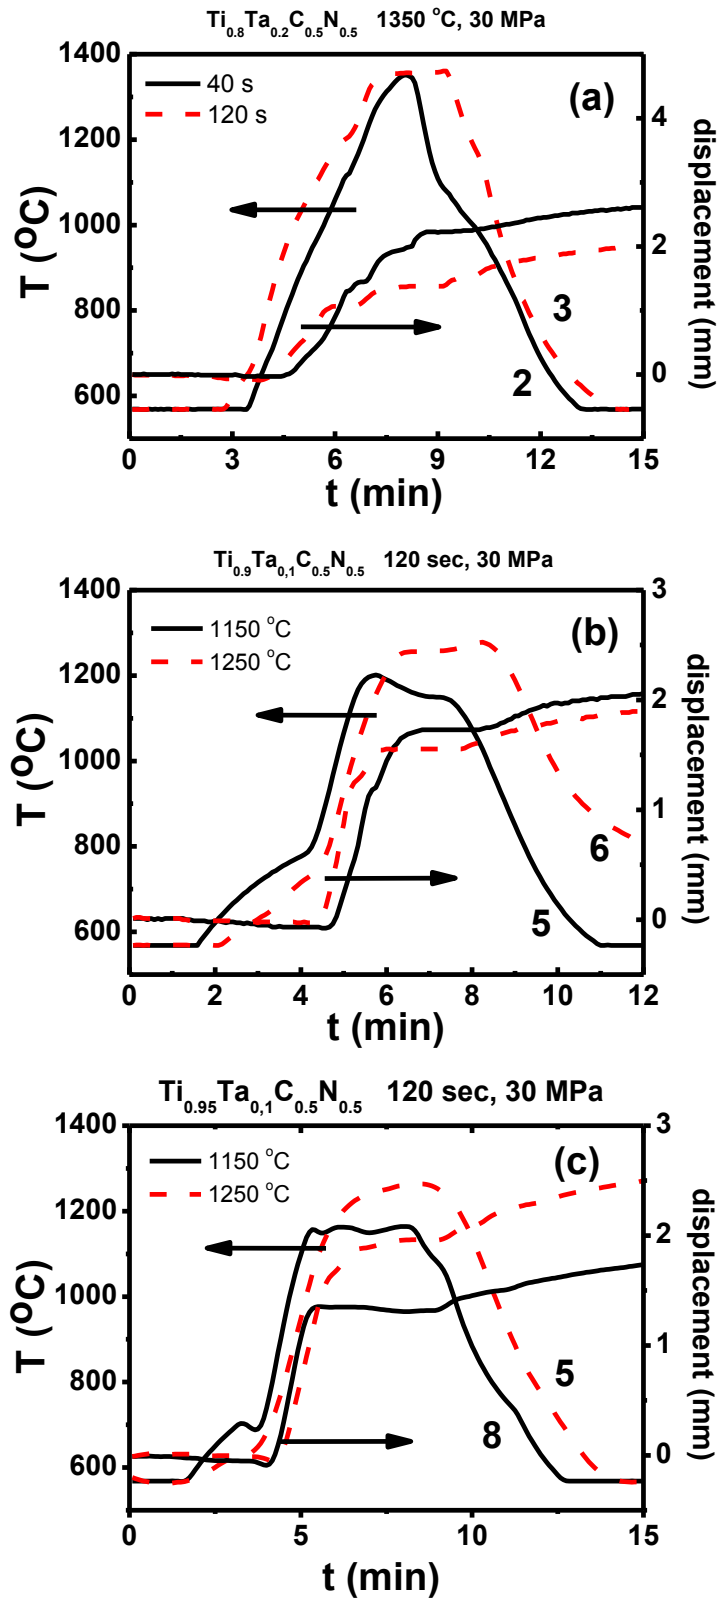 Ti0.8Ta0.2C0.5N0.5 1350 °C, 30 MPa
1400
1200
1000
800
600
T (°C)
40 s
120 s
(a)
4
2
0
displacement (mm)
3
2
0 3 6 9 12 15
t (min)
Ti0.9Ta0,1C0.5N0.5 120 sec, 30 MPa
1400
1200
1000
800
600
T (°C)
1150 °C
1250 °C
(b)
3
2
1
0
displacement (mm)
6
5
0 2 4 6 8 10 12
t (min)
Ti0.95Ta0,1C0.5N0.5 120 sec, 30 MPa
1400
1200
1000
800
600
T (°C)
1150 °C
1250 °C
(c)
3
2
1
0
displacement (mm)
5
8
0 5 10 15
t (min)